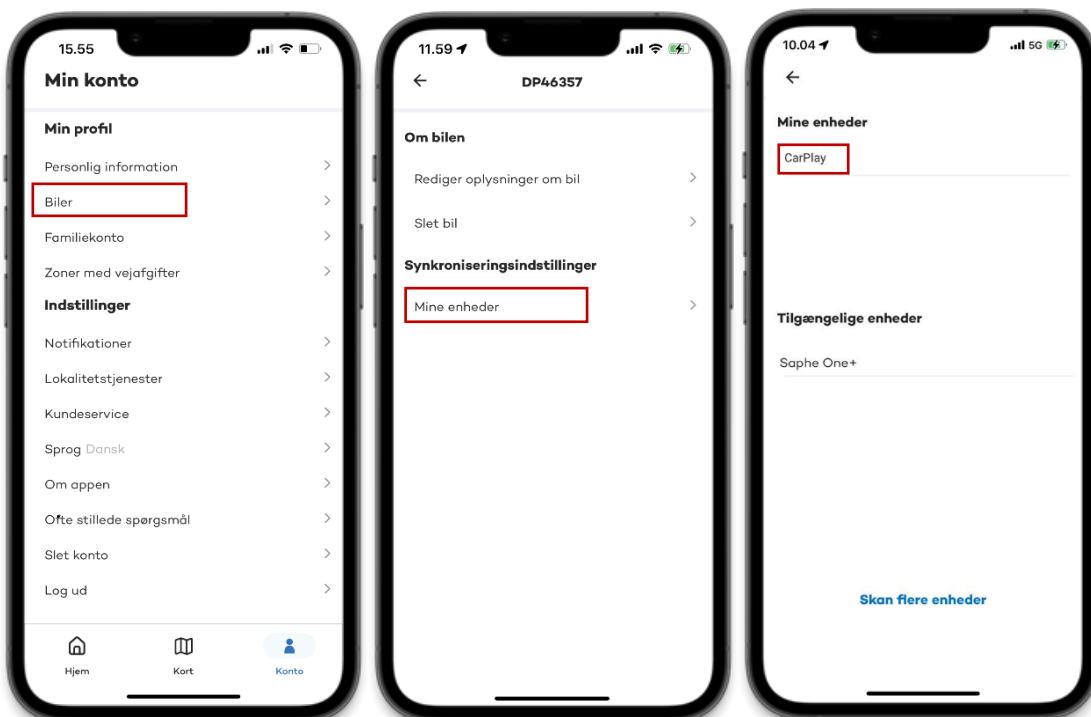 15.55
Min konto
Min profil
Personlig information
Biler
Familiekonto
Zoner med vejafgifter
Indstillinger
Notifikationer
Lokalitetstjenester
Kundeservice
Sprog Dansk
Om appen
Ofte stillede spørgsmål
Slet konto
Log ud
Hjem
Kort
Konto
11.59
DP46357
Om bilen
Rediger oplysninger om bil
Slet bil
Synkroniseringsindstillinger
Mine enheder
10.04
5G
Mine enheder
CarPlay
Tilgængelige enheder
Saphe One+
Skan flere enheder